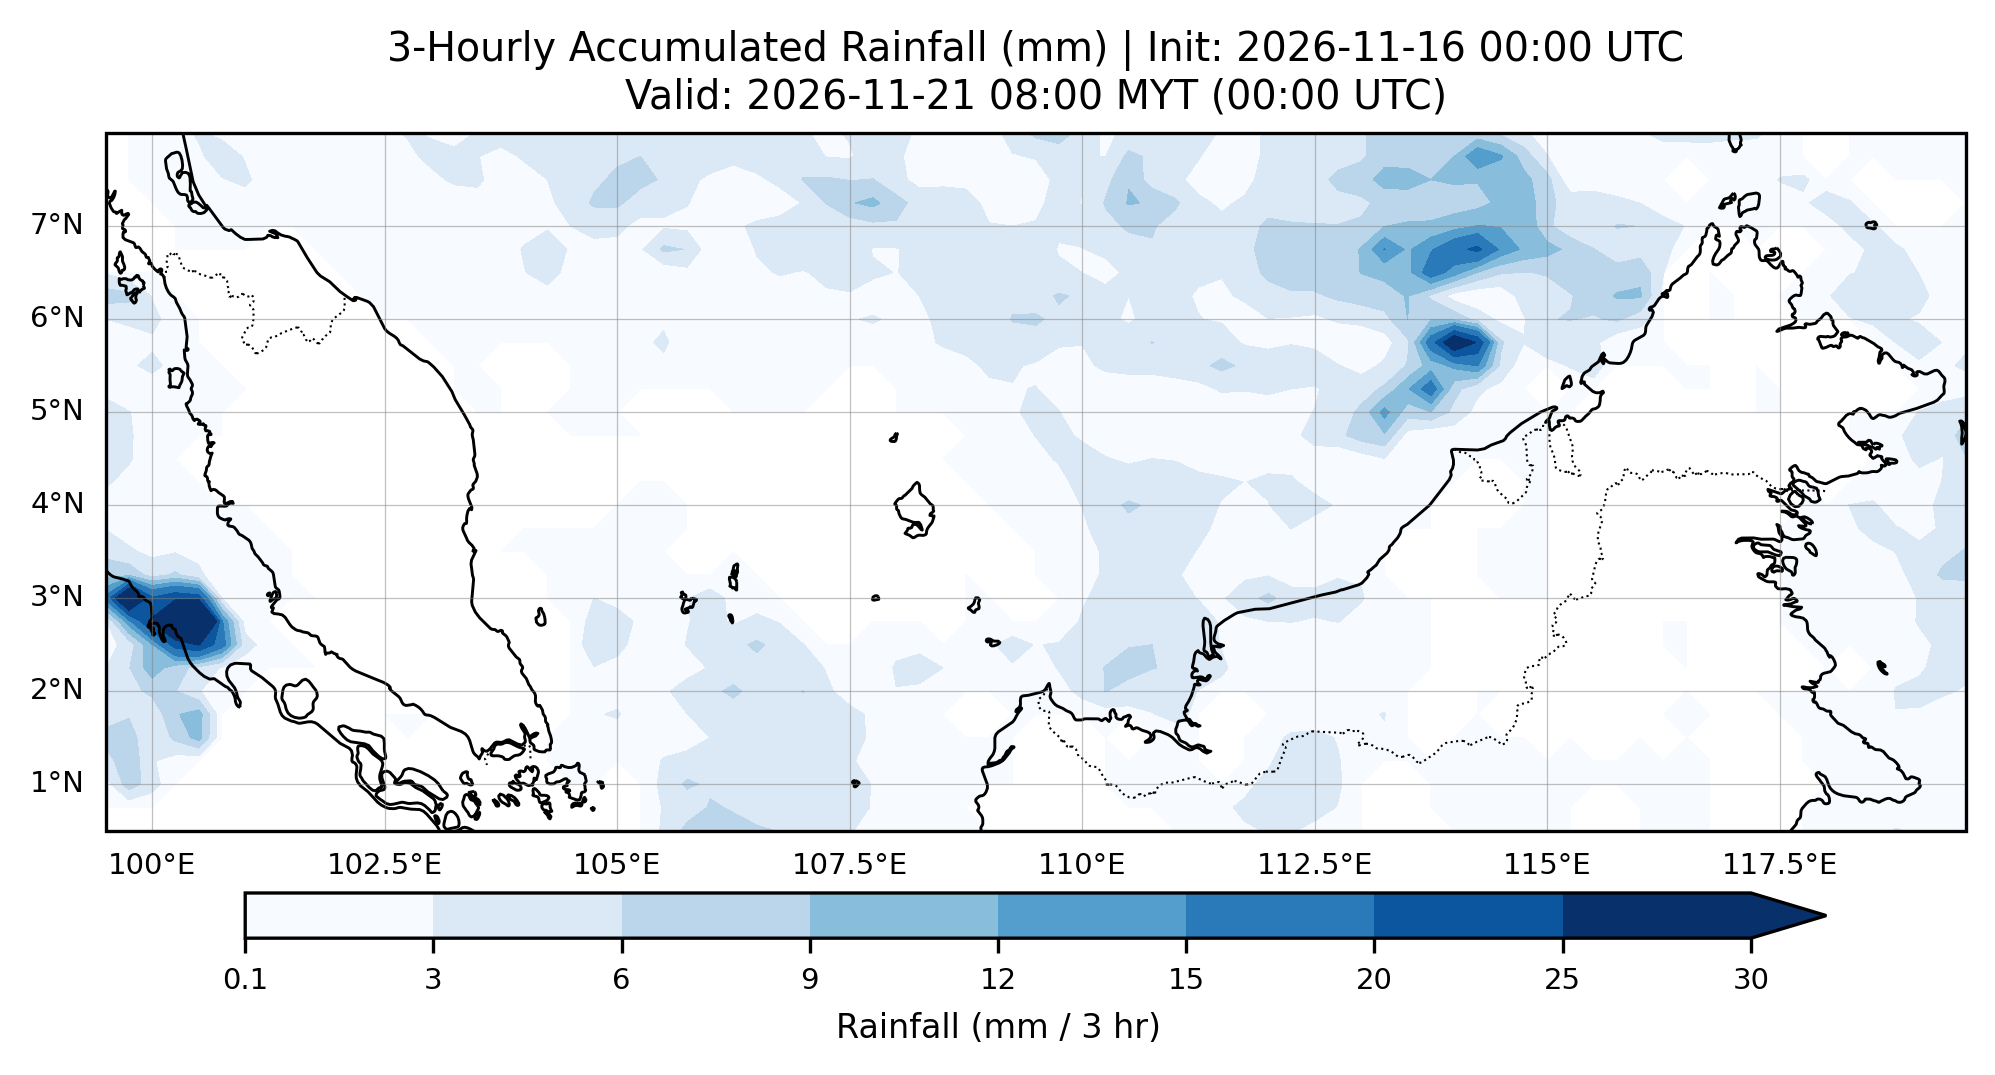 3-Hourly Accumulated Rainfall (mm) | Init: 2026-11-16 00:00 UTC
Valid: 2026-11-21 08:00 MYT (00:00 UTC)
7°N
6°N
5°N
4°N
3°N
2°N
1°N
100°E 102.5°E 105°E 107.5°E 110°E 112.5°E 115°E 117.5°E
0.1 3 6 9 12 15 20 25 30
Rainfall (mm / 3 hr)